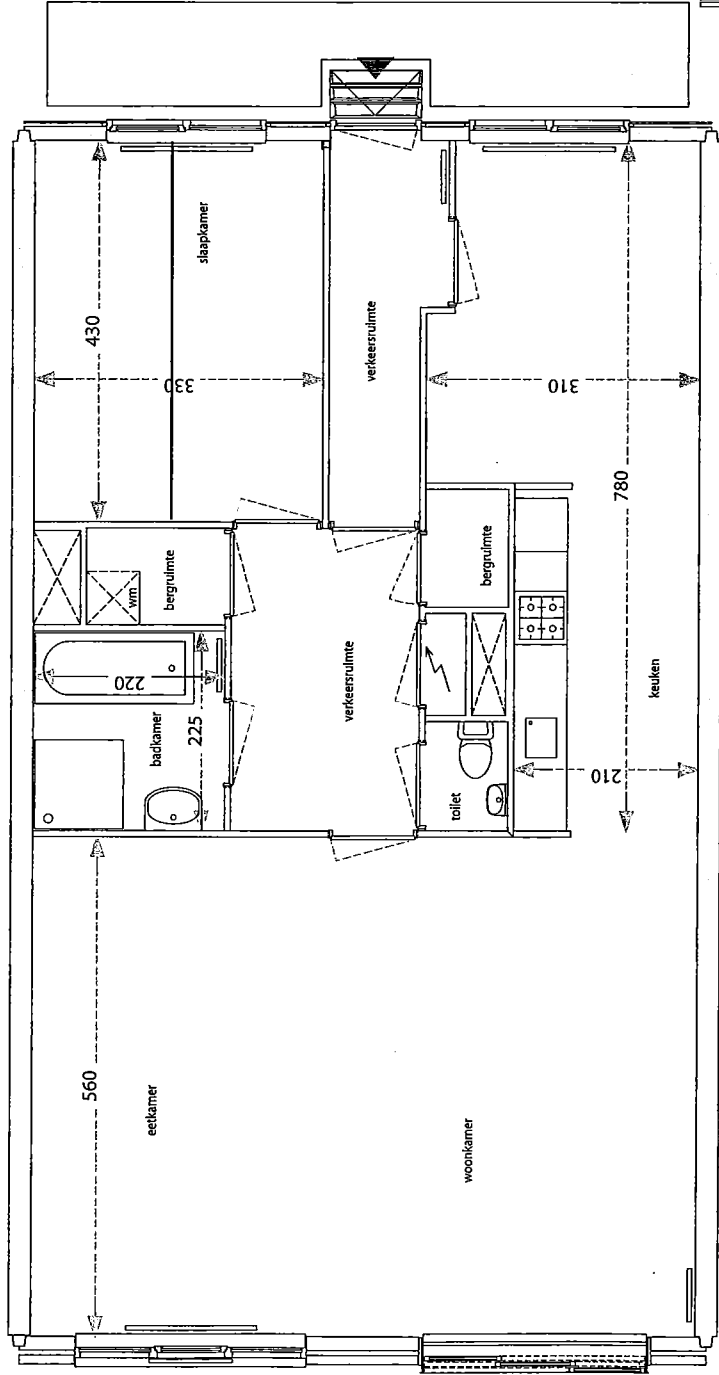 slaapkamer
430
330
verkeersruimte
310
780
bergruimte
wm
bergruimte
220
badkamer
225
verkeersruimte
keuken
210
toilet
560
eetkamer
woonkamer